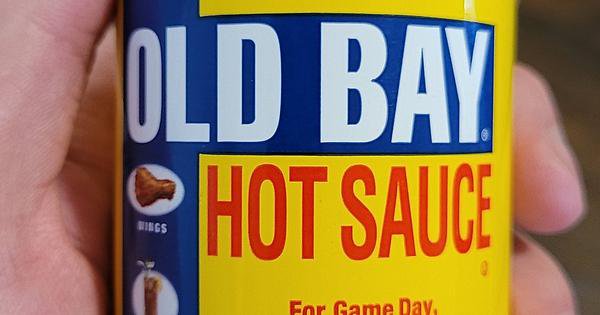 OLD BAY®
HOT SAUCE®
WINGS
For Game Day,